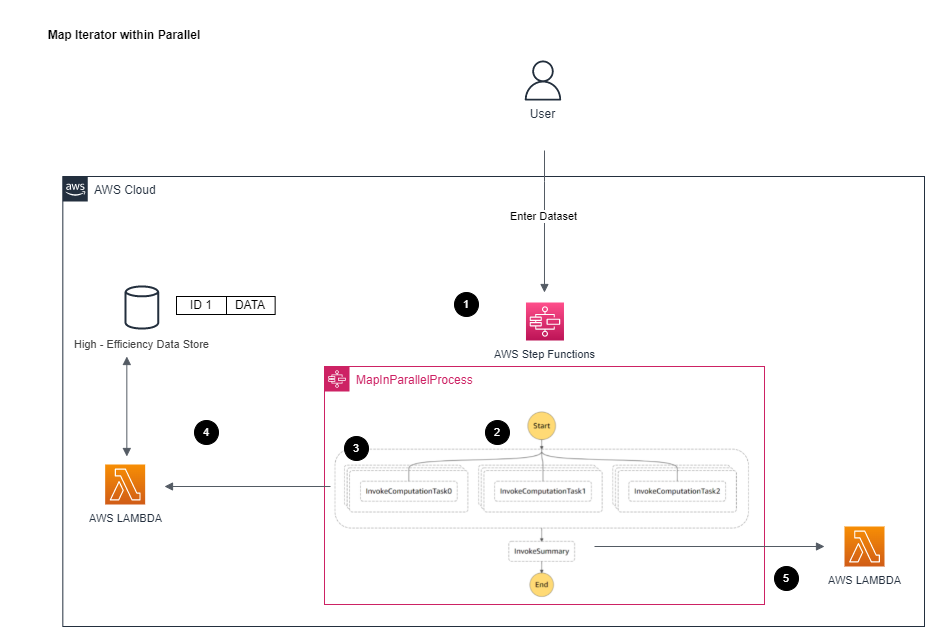 Map Iterator within Parallel
User
aws
AWS Cloud
Enter Dataset
1
ID 1 DATA
High - Efficiency Data Store
AWS Step Functions
MapInParallelProcess
Start
2
4
3
InvokeComputationTask0 InvokeComputationTask1 InvokeComputationTask2
AWS LAMBDA
InvokeSummary
5
AWS LAMBDA
End